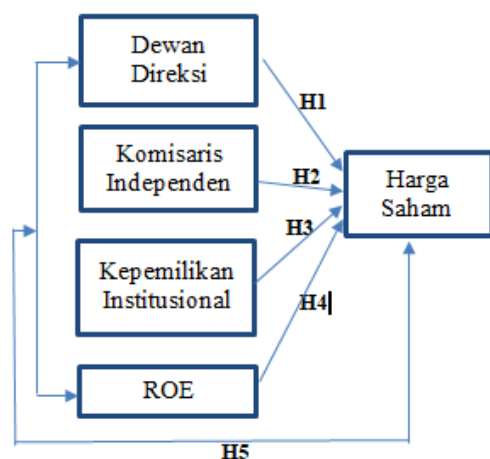 Dewan
Direksi
H1
Komisaris
Independen
H2
Harga
Saham
H3
Kepemilikan
Institusional
H4
ROE
H5